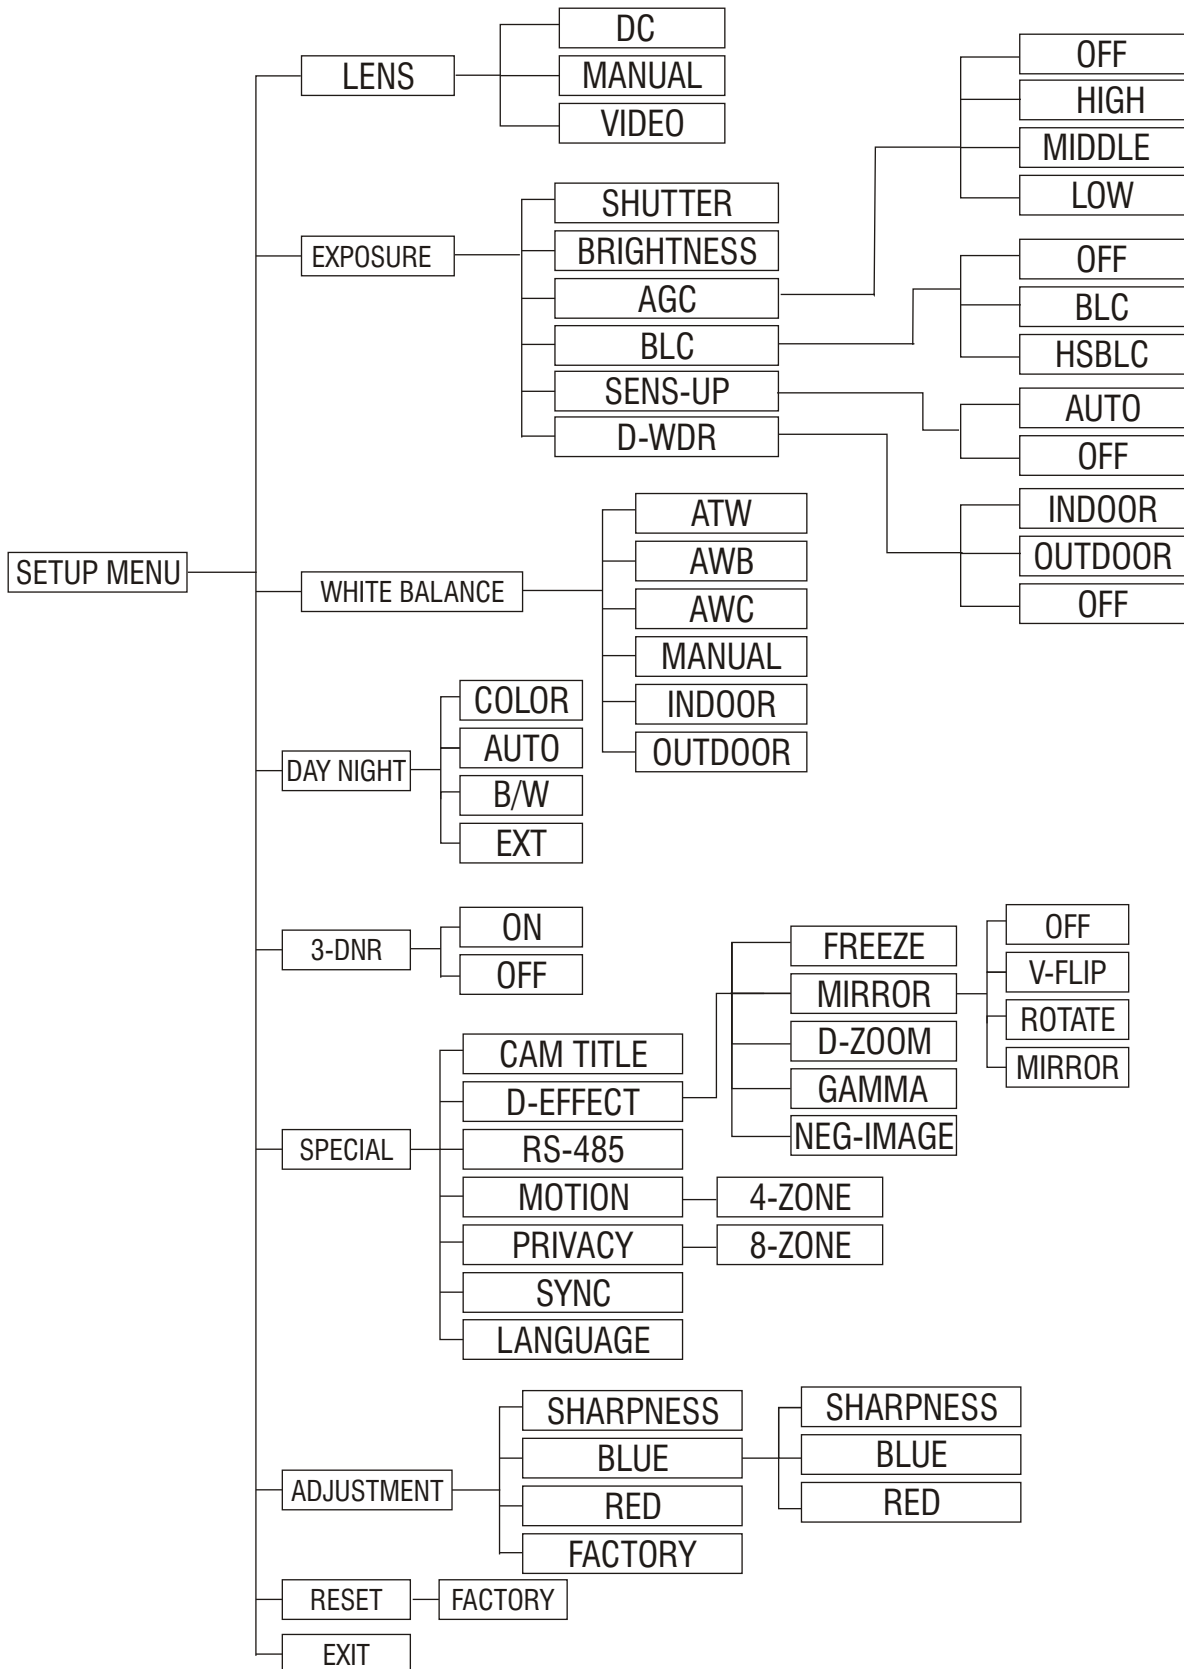 SETUP MENU
LENS
DC
MANUAL
VIDEO
EXPOSURE
SHUTTER
BRIGHTNESS
AGC
OFF
HIGH
MIDDLE
LOW
BLC
OFF
BLC
HSBLC
SENS-UP
AUTO
OFF
D-WDR
INDOOR
OUTDOOR
OFF
WHITE BALANCE
ATW
AWB
AWC
MANUAL
INDOOR
OUTDOOR
DAY NIGHT
COLOR
AUTO
B/W
EXT
3-DNR
ON
OFF
SPECIAL
CAM TITLE
D-EFFECT
FREEZE
MIRROR
OFF
V-FLIP
ROTATE
MIRROR
D-ZOOM
GAMMA
NEG-IMAGE
RS-485
MOTION
4-ZONE
PRIVACY
8-ZONE
SYNC
LANGUAGE
ADJUSTMENT
SHARPNESS
BLUE
SHARPNESS
BLUE
RED
RED
FACTORY
RESET
FACTORY
EXIT